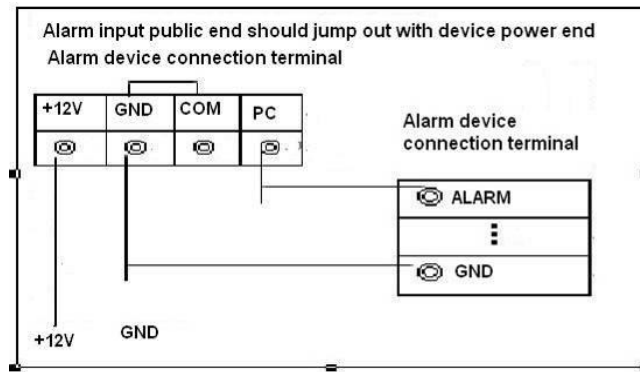 Alarm input public end should jump out with device power end
Alarm device connection terminal
+12V GND COM PC
Alarm device
connection terminal
ALARM
GND
+12V GND